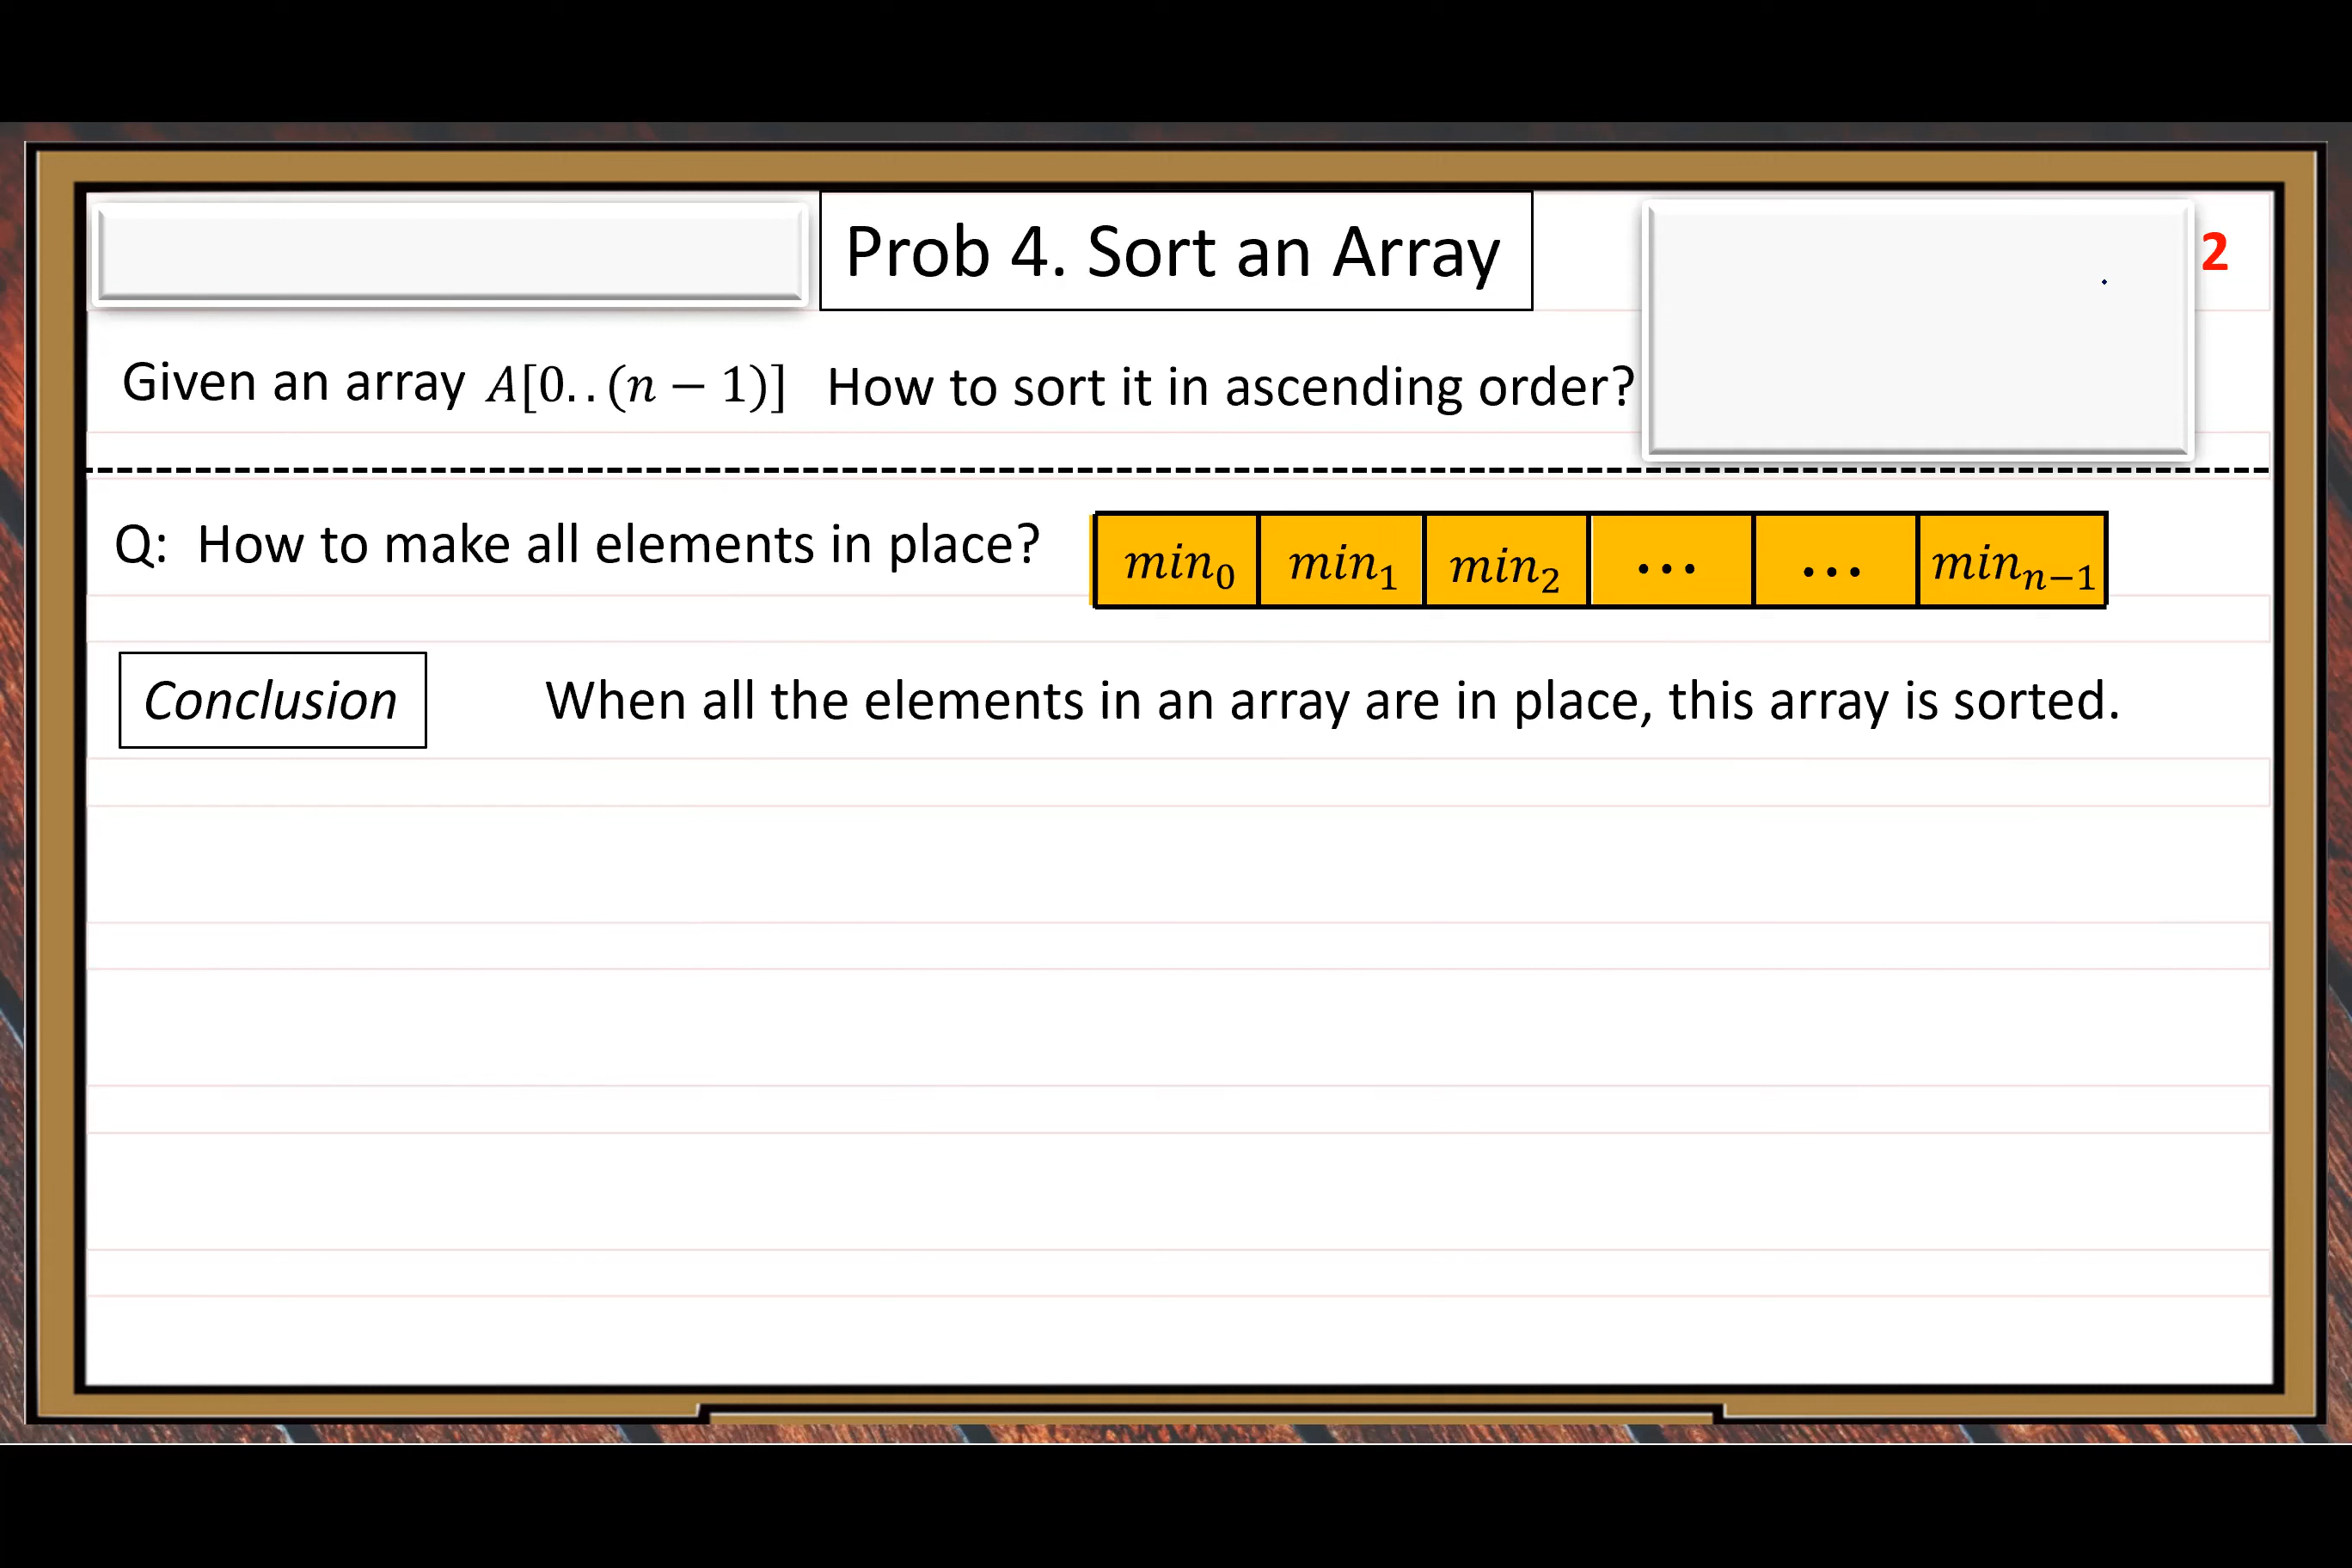 Prob 4. Sort an Array
2
Given an array A[0..(n − 1)] How to sort it in ascending order?
Q: How to make all elements in place?
min₀ min₁ min₂ ... ... minₙ₋₁
Conclusion When all the elements in an array are in place, this array is sorted.